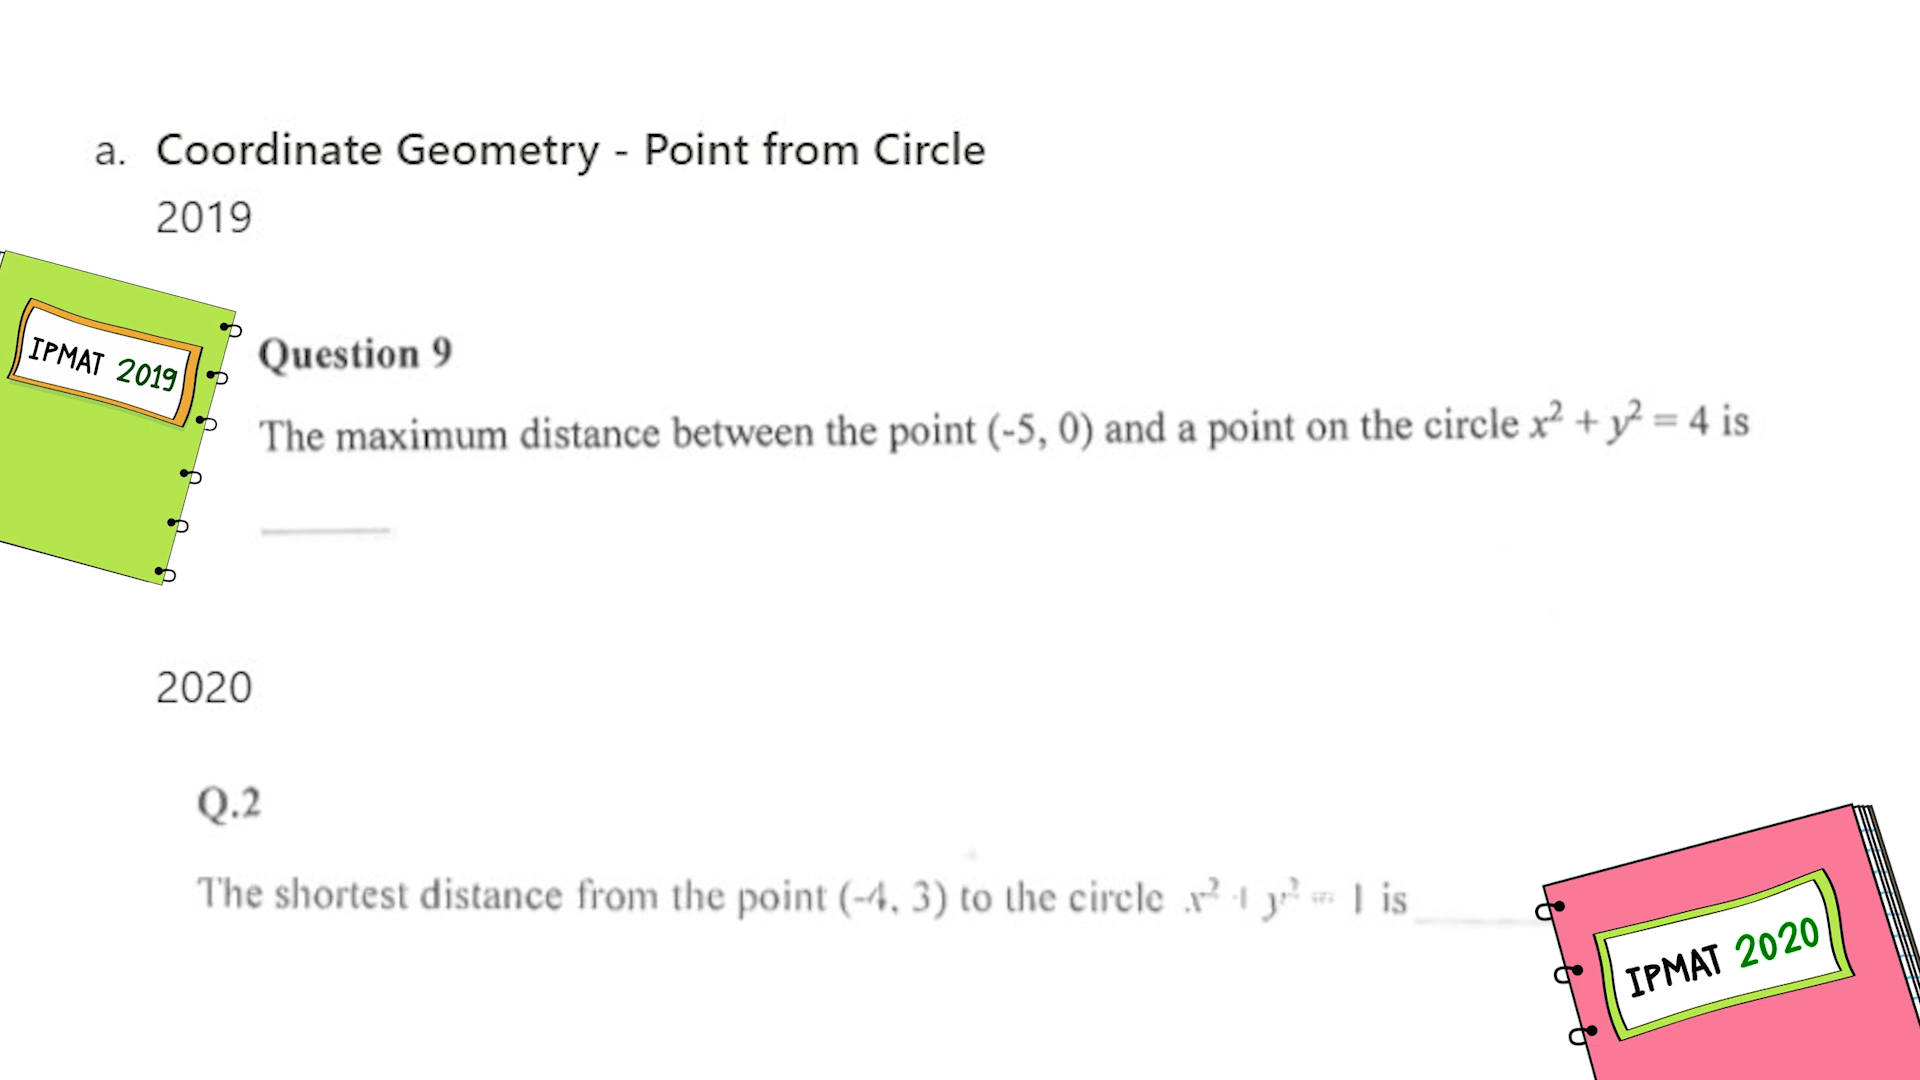 a. Coordinate Geometry - Point from Circle
2019
IPMAT 2019
Question 9
The maximum distance between the point (-5, 0) and a point on the circle x² + y² = 4 is
2020
Q.2
The shortest distance from the point (-4, 3) to the circle x² + y² = 1 is
IPMAT 2020